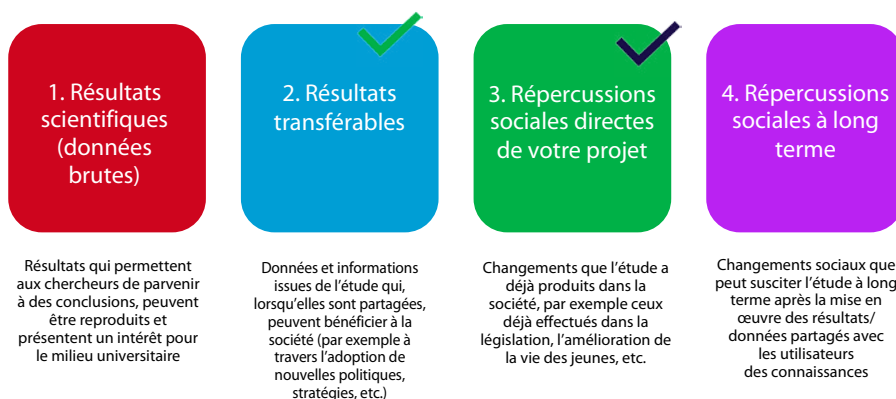 1. Résultats
scientifiques
(données
brutes)
2. Résultats
transférables
3. Répercussions
sociales directes
de votre projet
4. Répercussions
sociales à long
terme
Résultats qui permettent
aux chercheurs de parvenir
à des conclusions, peuvent
être reproduits et
présentent un intérêt pour
le milieu universitaire
Données et informations
issues de l’étude qui,
lorsqu’elles sont partagées,
peuvent bénéficier à la
société (par exemple à
travers l’adoption de
nouvelles politiques,
stratégies, etc.)
Changements que l’étude a
déjà produits dans la
société, par exemple ceux
déjà effectués dans la
législation, l’amélioration de
la vie des jeunes, etc.
Changements sociaux que
peut susciter l’étude à long
terme après la mise en
œuvre des résultats/
données partagés avec
les utilisateurs
des connaissances